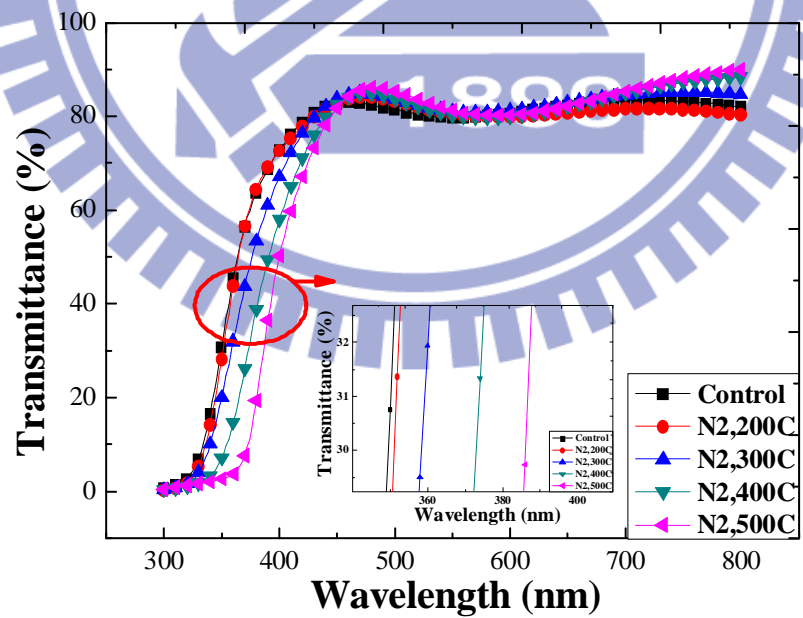 100
80
60
40
20
0
Transmittance (%)
300 400 500 600 700 800
Wavelength (nm)
1896
Control
N2,200C
N2,300C
N2,400C
N2,500C
32
31
30
Transmittance (%)
360 380 400
Wavelength (nm)
Control
N2,200C
N2,300C
N2,400C
N2,500C